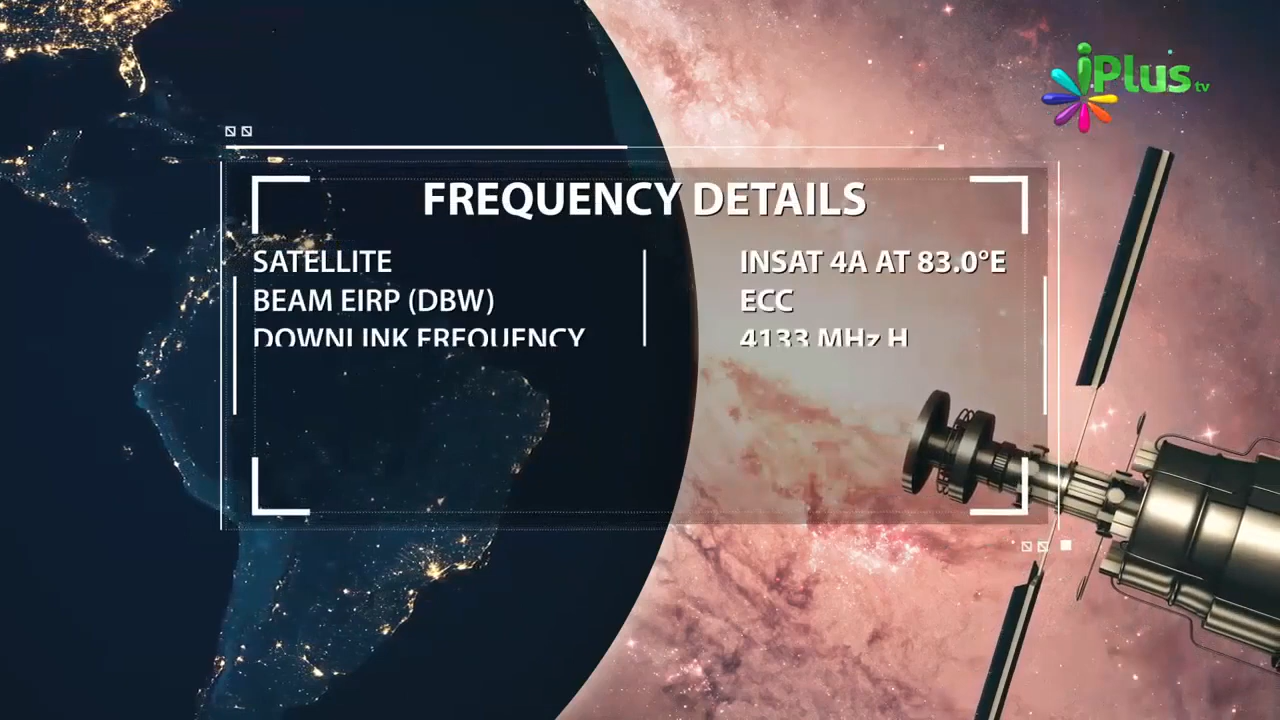 iPlus tv
FREQUENCY DETAILS
SATELLITE INSAT 4A AT 83.0°E
BEAM EIRP (DBW) ECC
DOWNLINK FREQUENCY 4133 MHz H